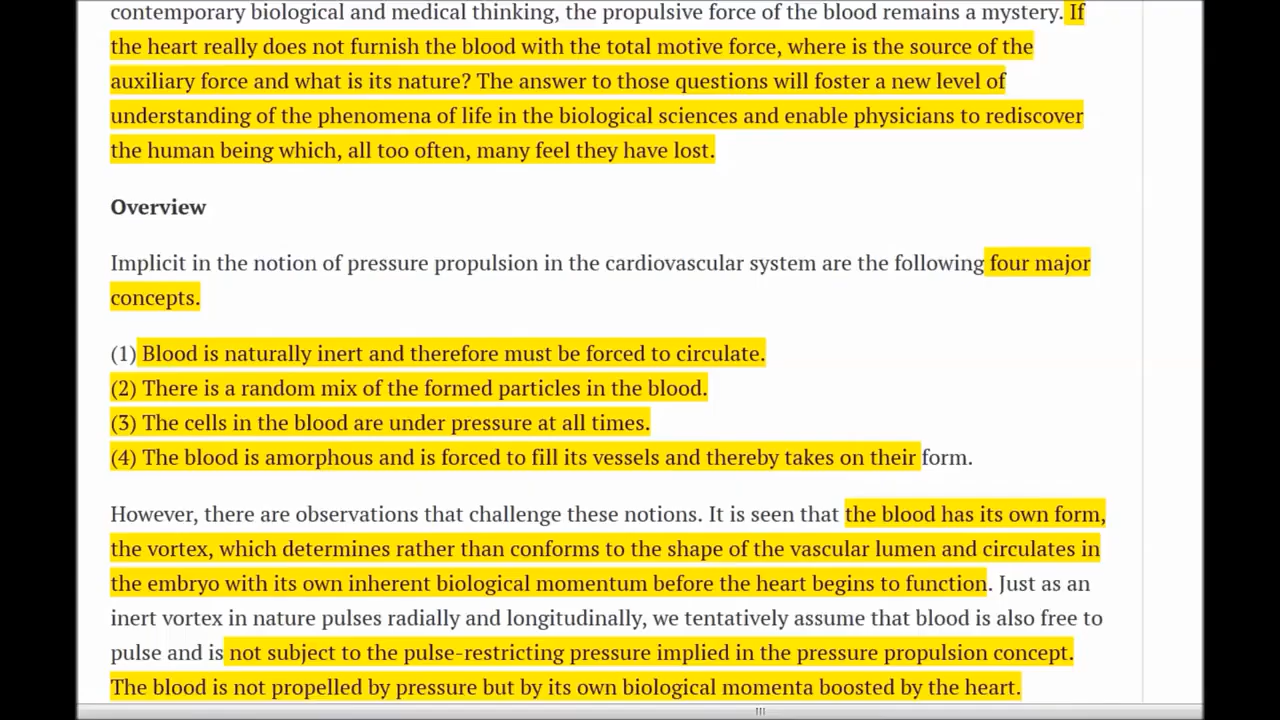 contemporary biological and medical thinking, the propulsive force of the blood remains a mystery. If
the heart really does not furnish the blood with the total motive force, where is the source of the
auxiliary force and what is its nature? The answer to those questions will foster a new level of
understanding of the phenomena of life in the biological sciences and enable physicians to rediscover
the human being which, all too often, many feel they have lost.
Overview
Implicit in the notion of pressure propulsion in the cardiovascular system are the following four major
concepts.
(1) Blood is naturally inert and therefore must be forced to circulate.
(2) There is a random mix of the formed particles in the blood.
(3) The cells in the blood are under pressure at all times.
(4) The blood is amorphous and is forced to fill its vessels and thereby takes on their form.
However, there are observations that challenge these notions. It is seen that the blood has its own form,
the vortex, which determines rather than conforms to the shape of the vascular lumen and circulates in
the embryo with its own inherent biological momentum before the heart begins to function. Just as an
inert vortex in nature pulses radially and longitudinally, we tentatively assume that blood is also free to
pulse and is not subject to the pulse-restricting pressure implied in the pressure propulsion concept.
The blood is not propelled by pressure but by its own biological momenta boosted by the heart.